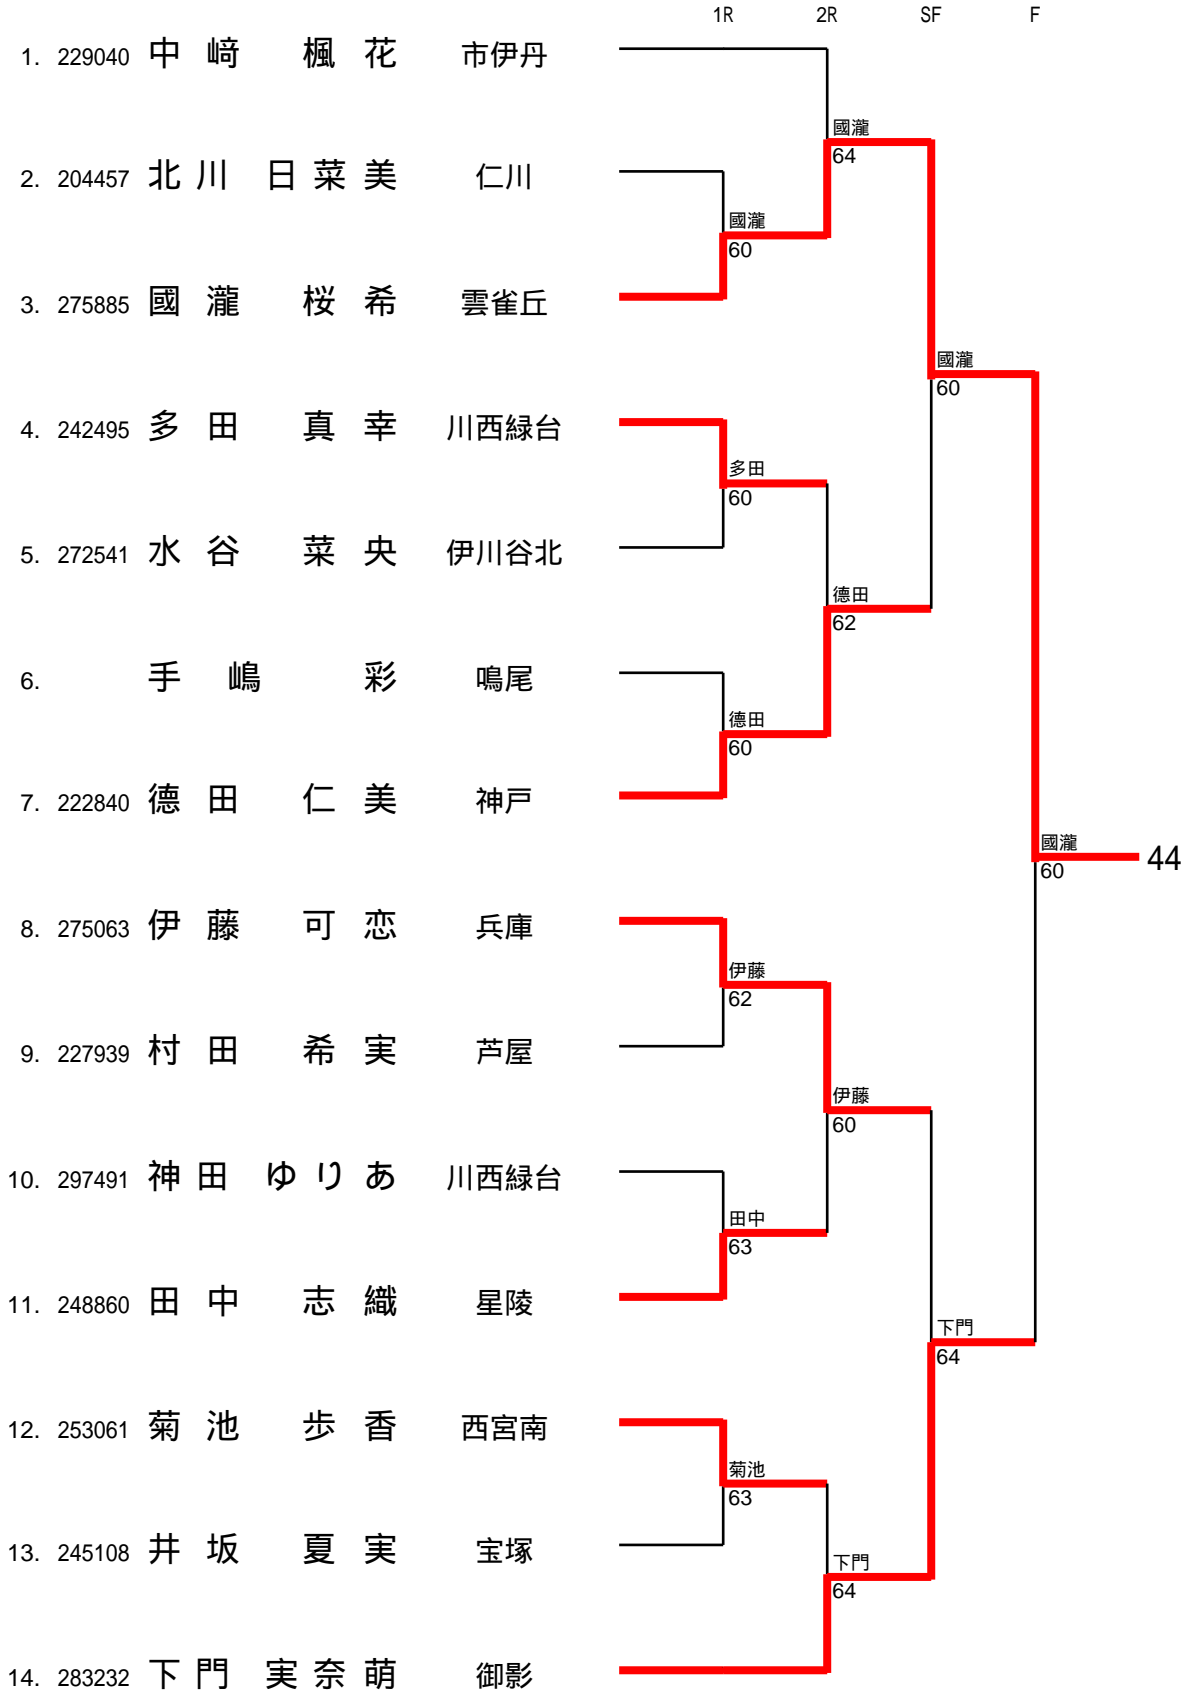 1R 2R SF F
1. 229040 中﨑 楓花 市伊丹
國瀧
64
2. 204457 北川 日菜美 仁川
國瀧
60
3. 275885 國瀧 桜希 雲雀丘
國瀧
60
4. 242495 多田 真幸 川西緑台
多田
60
5. 272541 水谷 菜央 伊川谷北
德田
62
6. 手嶋 彩 鳴尾
德田
60
7. 222840 德田 仁美 神戸
國瀧
60
44
8. 275063 伊藤 可恋 兵庫
伊藤
62
9. 227939 村田 希実 芦屋
伊藤
60
10. 297491 神田 ゆりあ 川西緑台
田中
63
11. 248860 田中 志織 星陵
下門
64
12. 253061 菊池 歩香 西宮南
菊池
63
13. 245108 井坂 夏実 宝塚
下門
64
14. 283232 下門 実奈萌 御影